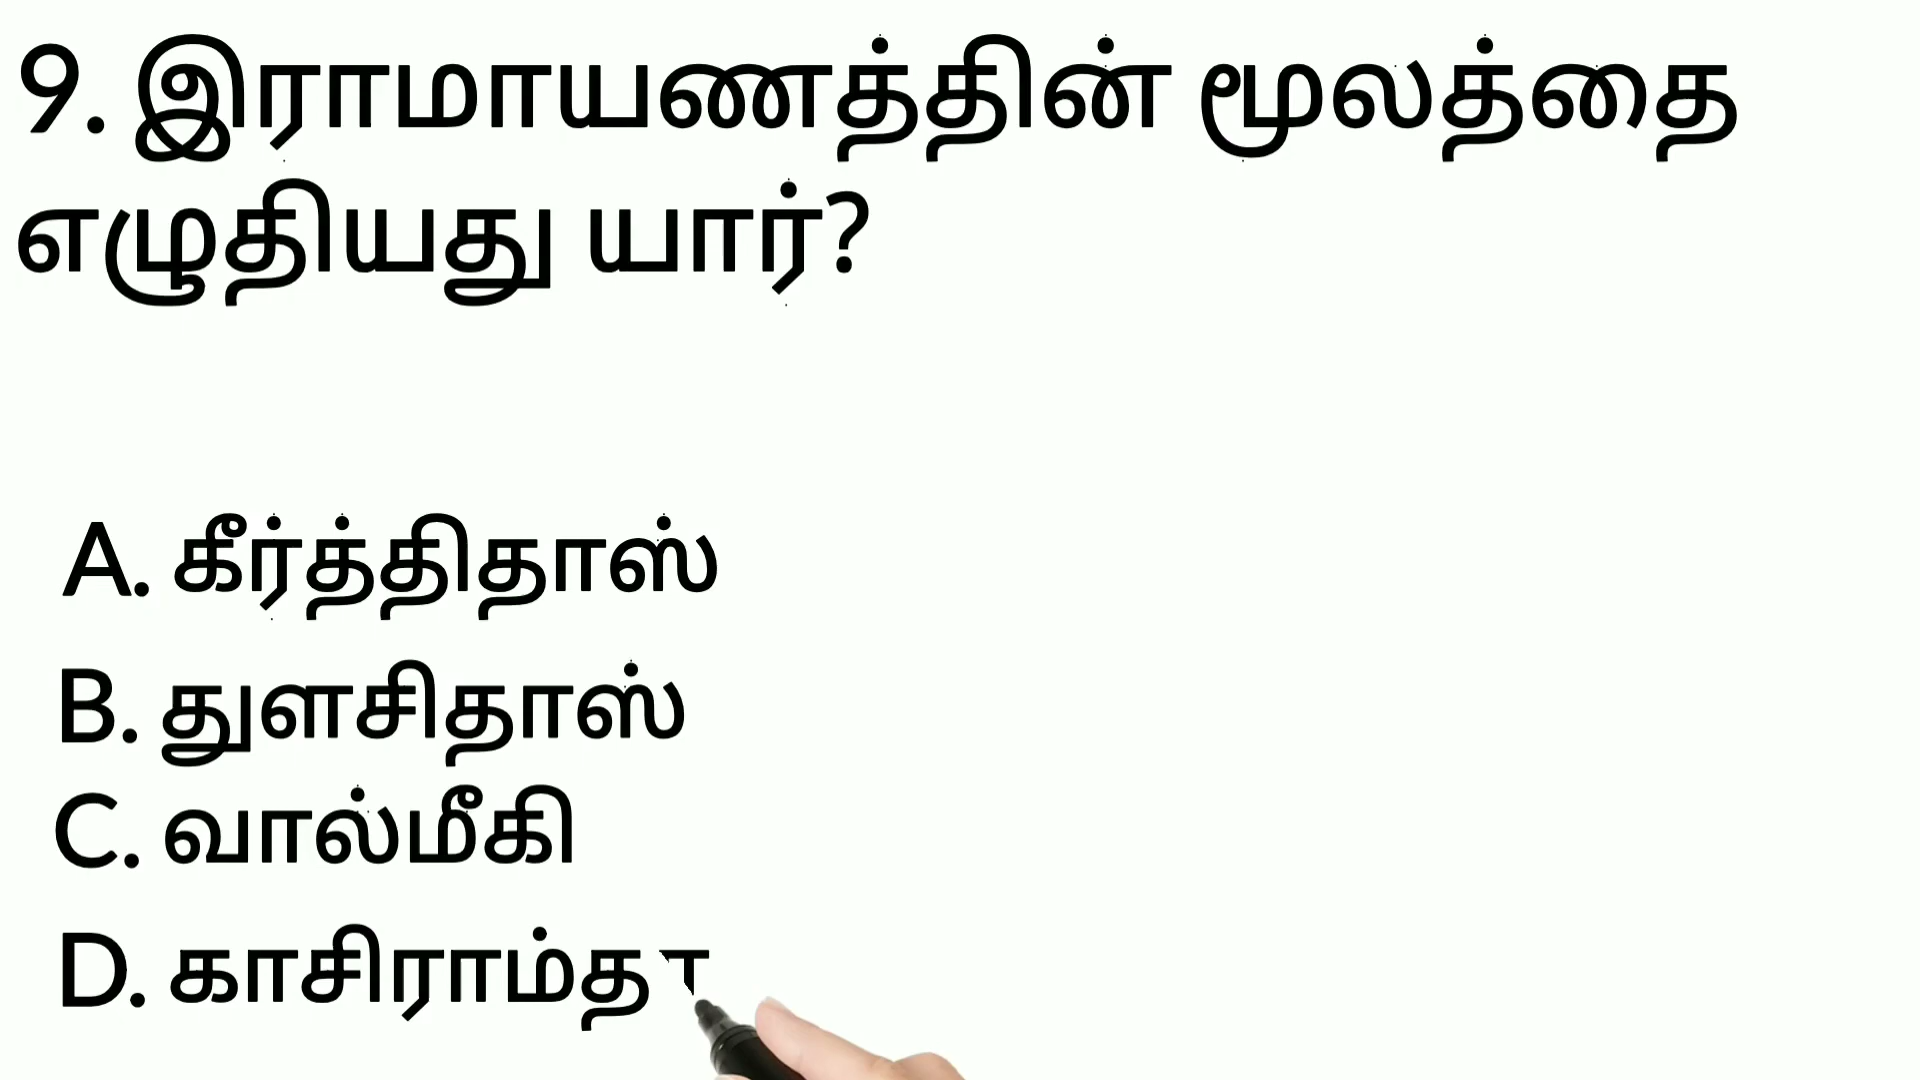 9. இராமாயணத்தின் மூலத்தை
எழுதியது யார்?
A. கீர்த்திதாஸ்
B. துளசிதாஸ்
C. வால்மீகி
D. காசிராம்தா